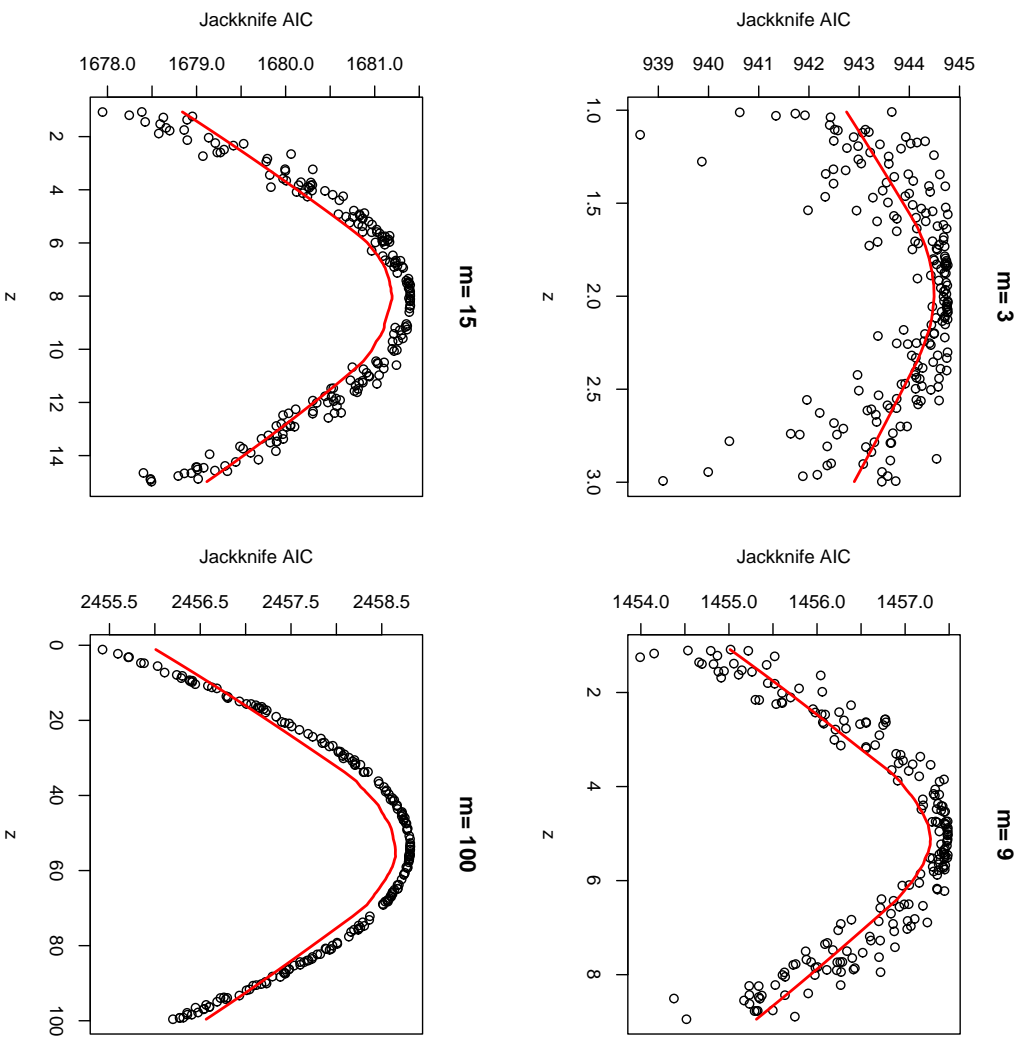 m= 3
Jackknife AIC
939 940 941 942 943 944 945
1.0 1.5 2.0 2.5 3.0
z
m= 9
Jackknife AIC
1454.0 1455.0 1456.0 1457.0
2 4 6 8
z
m= 15
Jackknife AIC
1678.0 1679.0 1680.0 1681.0
2 4 6 8 10 12 14
z
m= 100
Jackknife AIC
2455.5 2456.5 2457.5 2458.5
0 20 40 60 80 100
z